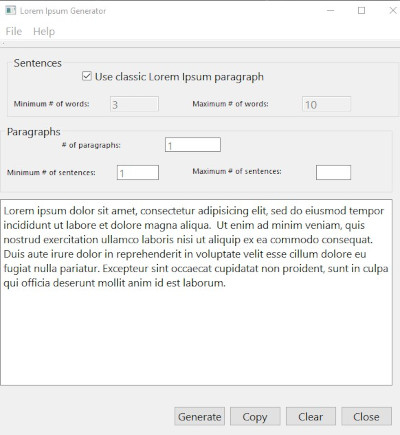 Lorem Ipsum Generator
File Help
Sentences
Use classic Lorem Ipsum paragraph
Minimum # of words: 3 Maximum # of words: 10
Paragraphs
# of paragraphs: 1
Minimum # of sentences: 1 Maximum # of sentences:
Lorem ipsum dolor sit amet, consectetur adipisicing elit, sed do eiusmod tempor
incididunt ut labore et dolore magna aliqua.  Ut enim ad minim veniam, quis
nostrud exercitation ullamco laboris nisi ut aliquip ex ea commodo consequat.
Duis aute irure dolor in reprehenderit in voluptate velit esse cillum dolore eu
fugiat nulla pariatur. Excepteur sint occaecat cupidatat non proident, sunt in culpa
qui officia deserunt mollit anim id est laborum.
Generate Copy Clear Close